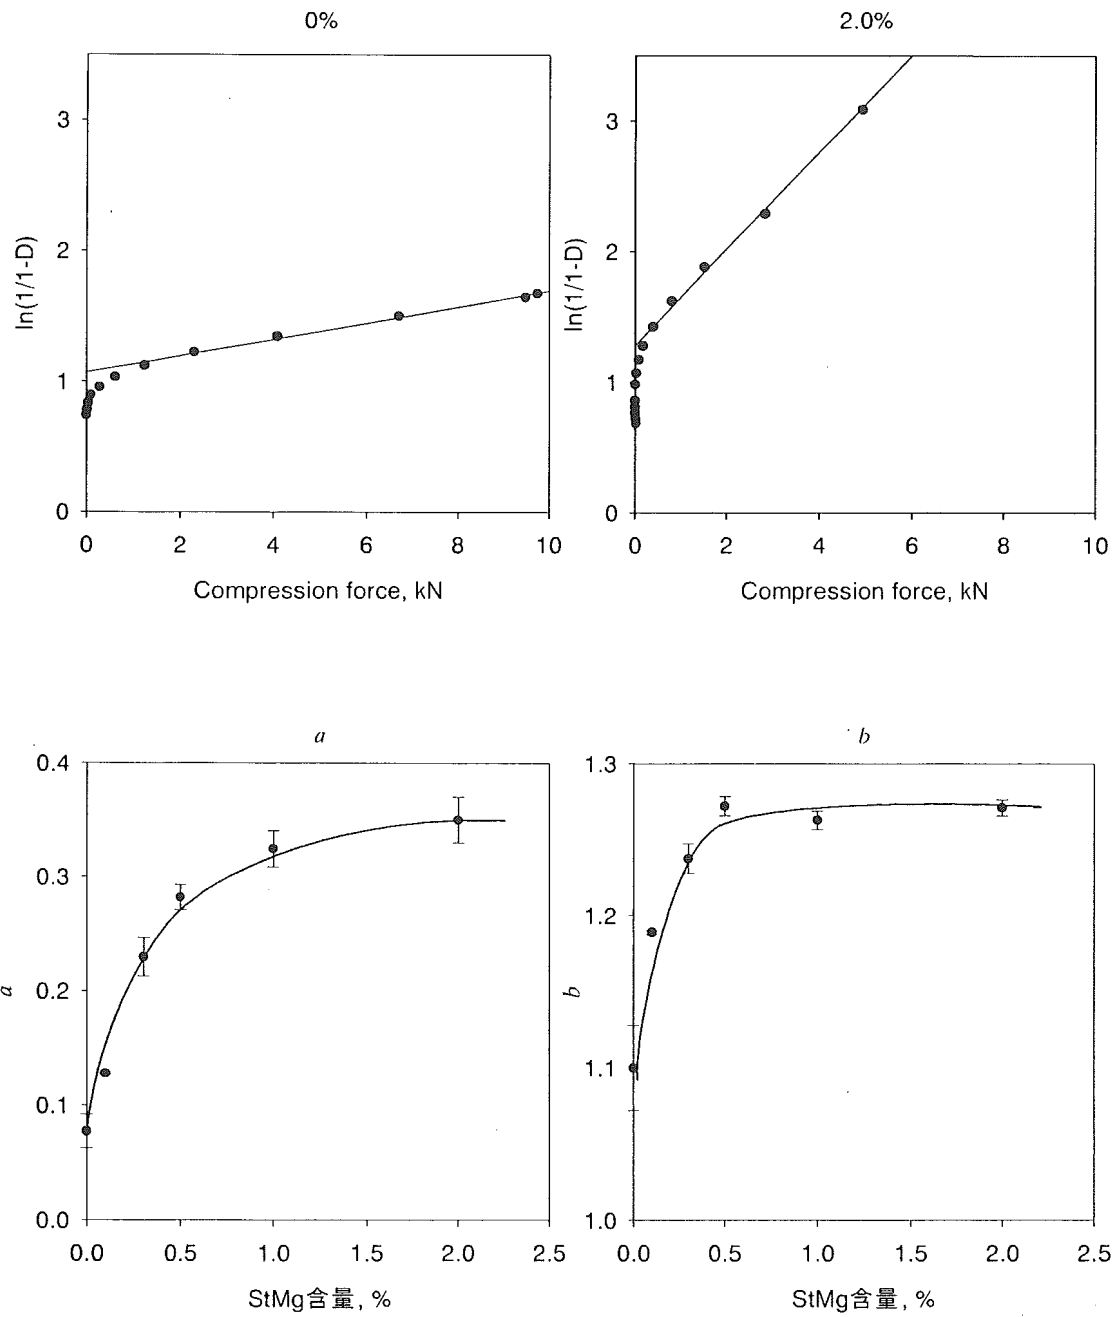 0%
3
2
1
0
ln(1/1-D)
0 2 4 6 8 10
Compression force, kN
2.0%
3
2
1
0
ln(1/1-D)
0 2 4 6 8 10
Compression force, kN
a
0.4
0.3
0.2
0.1
0.0
a
0.0 0.5 1.0 1.5 2.0 2.5
StMg含量, %
b
1.3
1.2
1.1
1.0
b
0.0 0.5 1.0 1.5 2.0 2.5
StMg含量, %